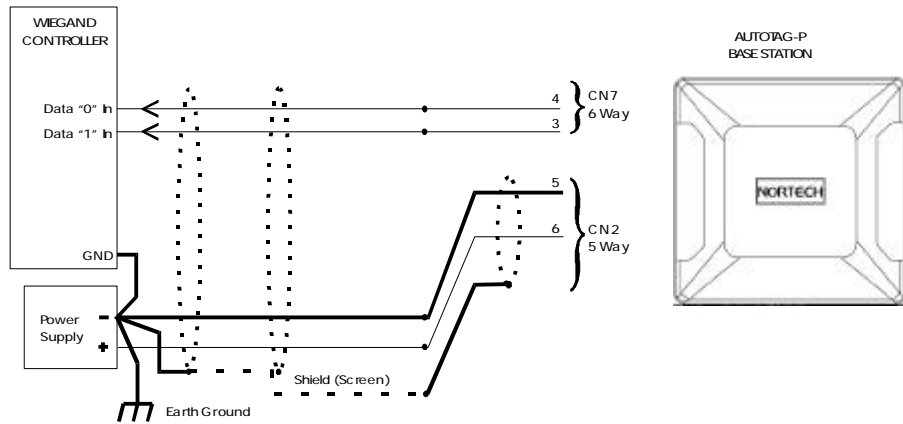 WIEGAND
CONTROLLER
AUTOTAG-P
BASE STATION
Data "0" In
Data "1" In
4
3
CN7
6 Way
5
6
CN2
5 Way
NORTECH
GND
Power
Supply
-
+
Shield (Screen)
Earth Ground